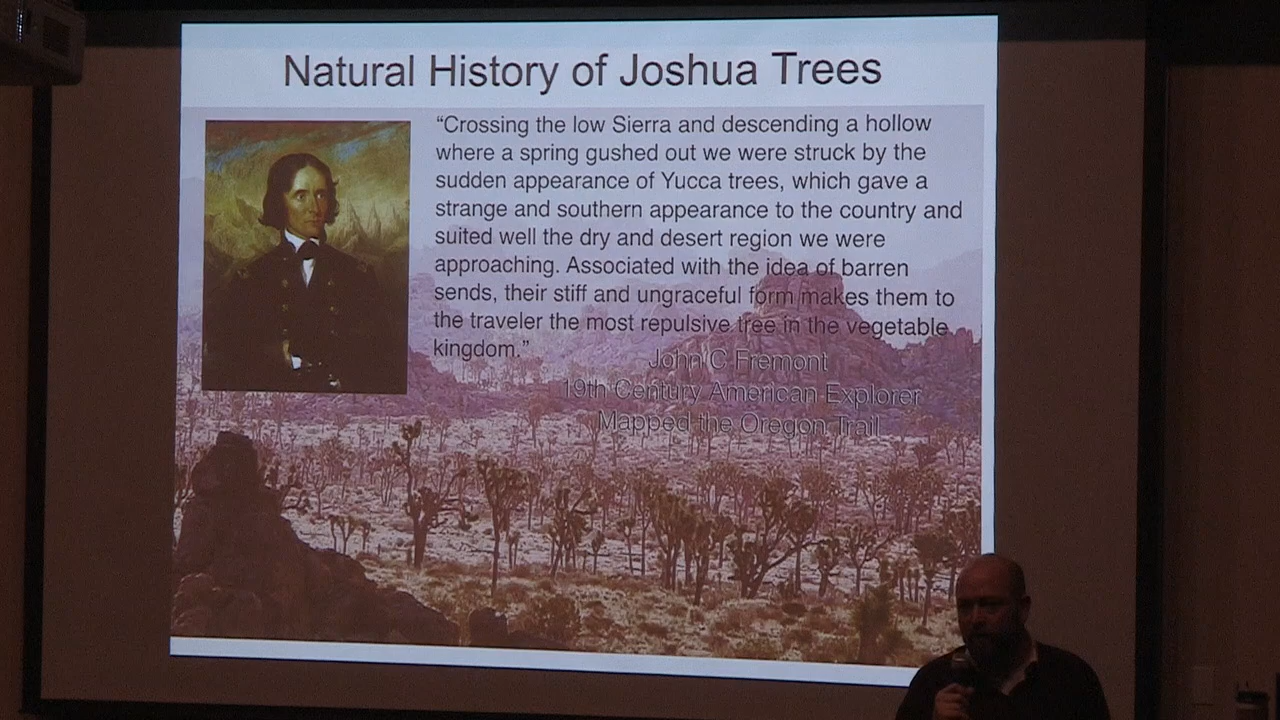 Natural History of Joshua Trees
“Crossing the low Sierra and descending a hollow
where a spring gushed out we were struck by the
sudden appearance of Yucca trees, which gave a
strange and southern appearance to the country and
suited well the dry and desert region we were
approaching. Associated with the idea of barren
sends, their stiff and ungraceful form makes them to
the traveler the most repulsive tree in the vegetable
kingdom.”
John C Fremont
19th Century American Explorer
Mapped the Oregon Trail